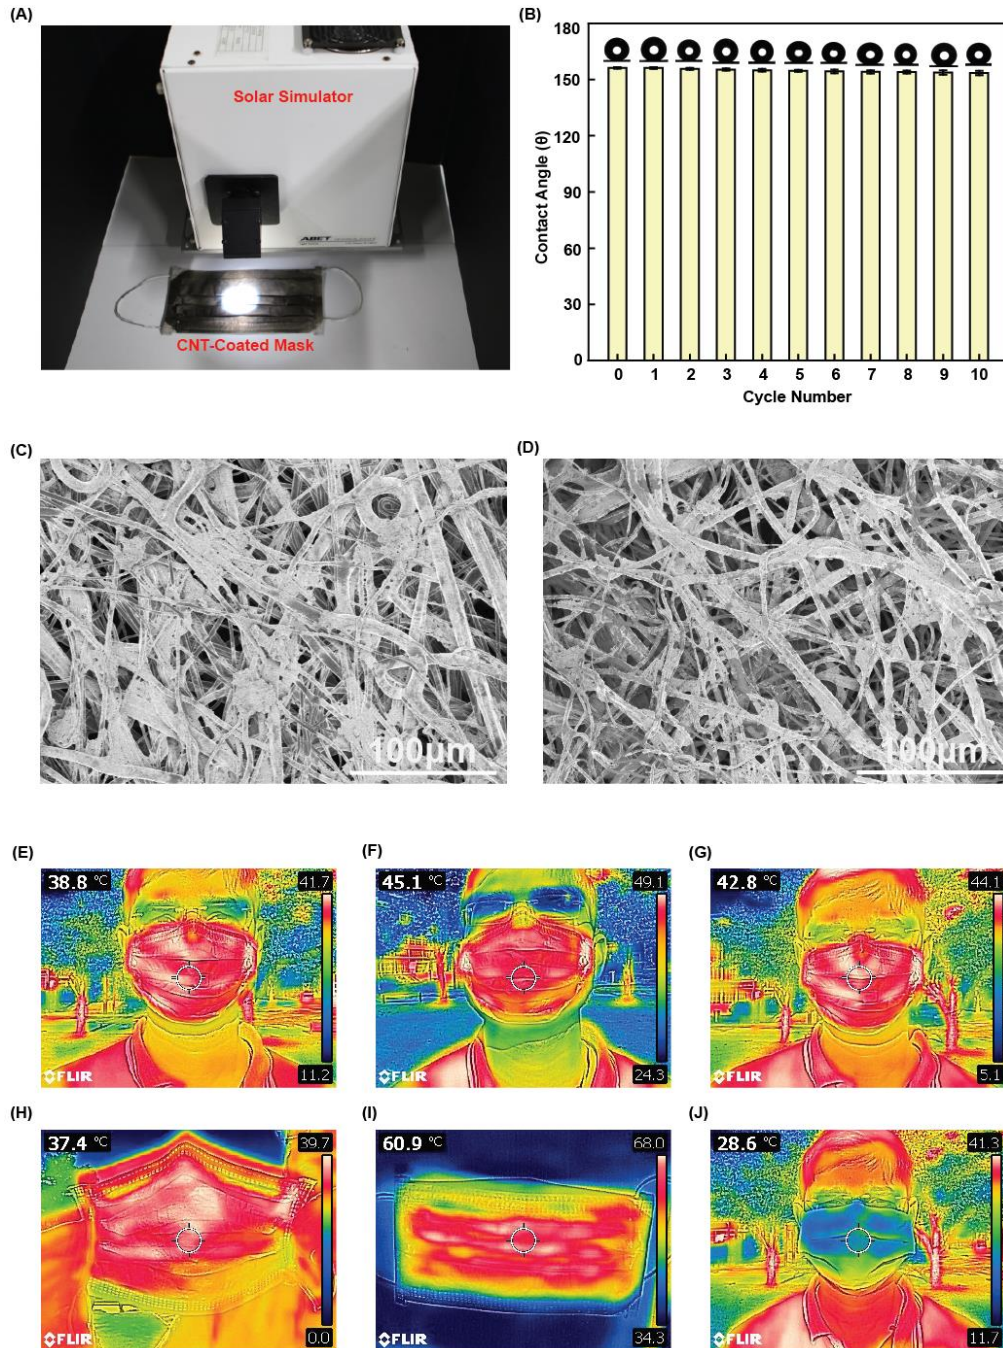 (A)
Solar Simulator
ABET
CNT-Coated Mask
(B)
180
150
120
90
60
30
0
Contact Angle (θ)
0 1 2 3 4 5 6 7 8 9 10
Cycle Number
(C)
100µm
(D)
100µm
(E)
38.8 °C
41.7
11.2
FLIR
(F)
45.1 °C
49.1
24.3
FLIR
(G)
42.8 °C
44.1
5.1
FLIR
(H)
37.4 °C
39.7
0.0
FLIR
(I)
60.9 °C
68.0
34.3
FLIR
(J)
28.6 °C
41.3
11.7
FLIR